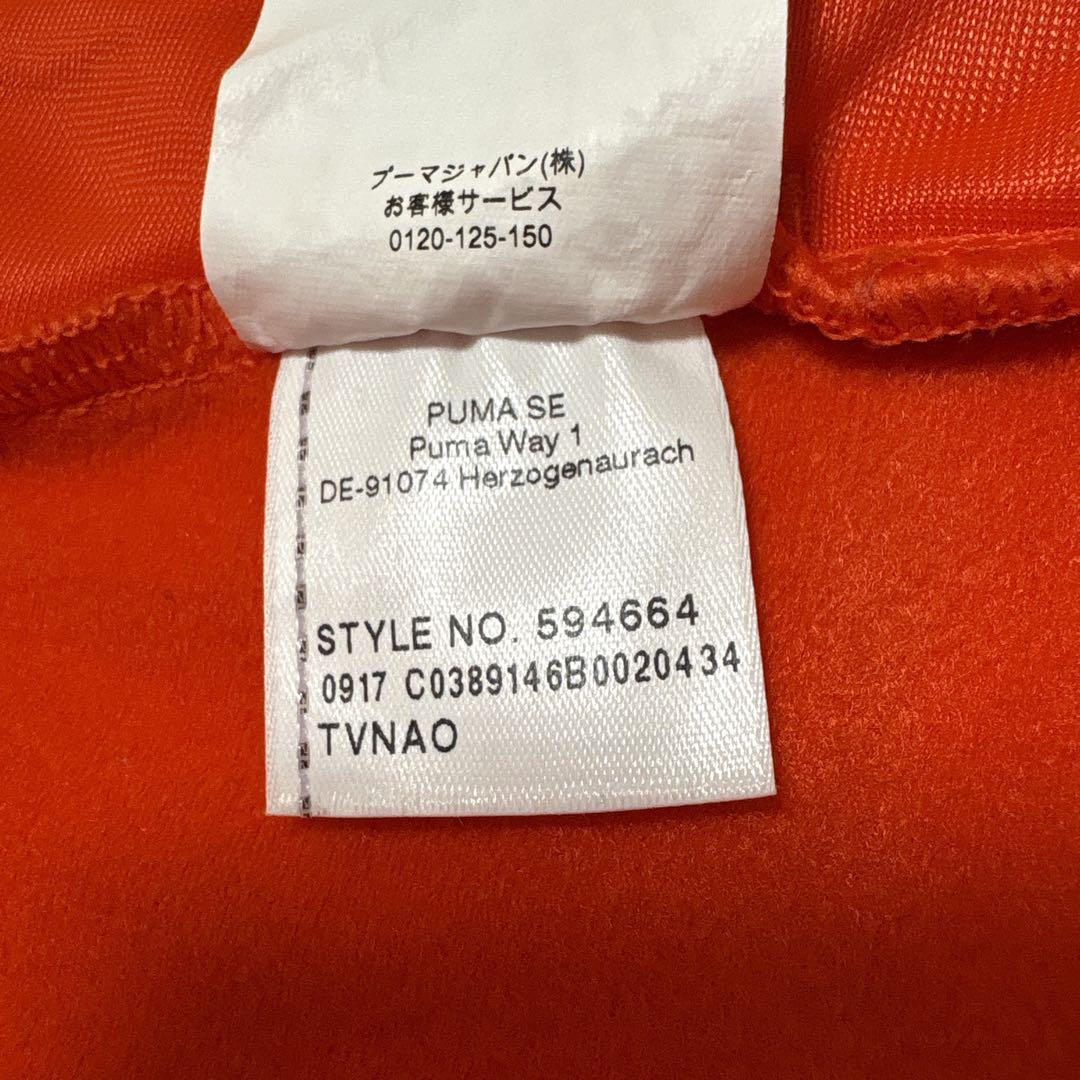 プーマジャパン(株)
お客様サービス
0120-125-150
PUMA SE
Puma Way 1
DE-91074 Herzogenaurach
STYLE NO. 594664
0917 C0389146B0020434
TVNAO